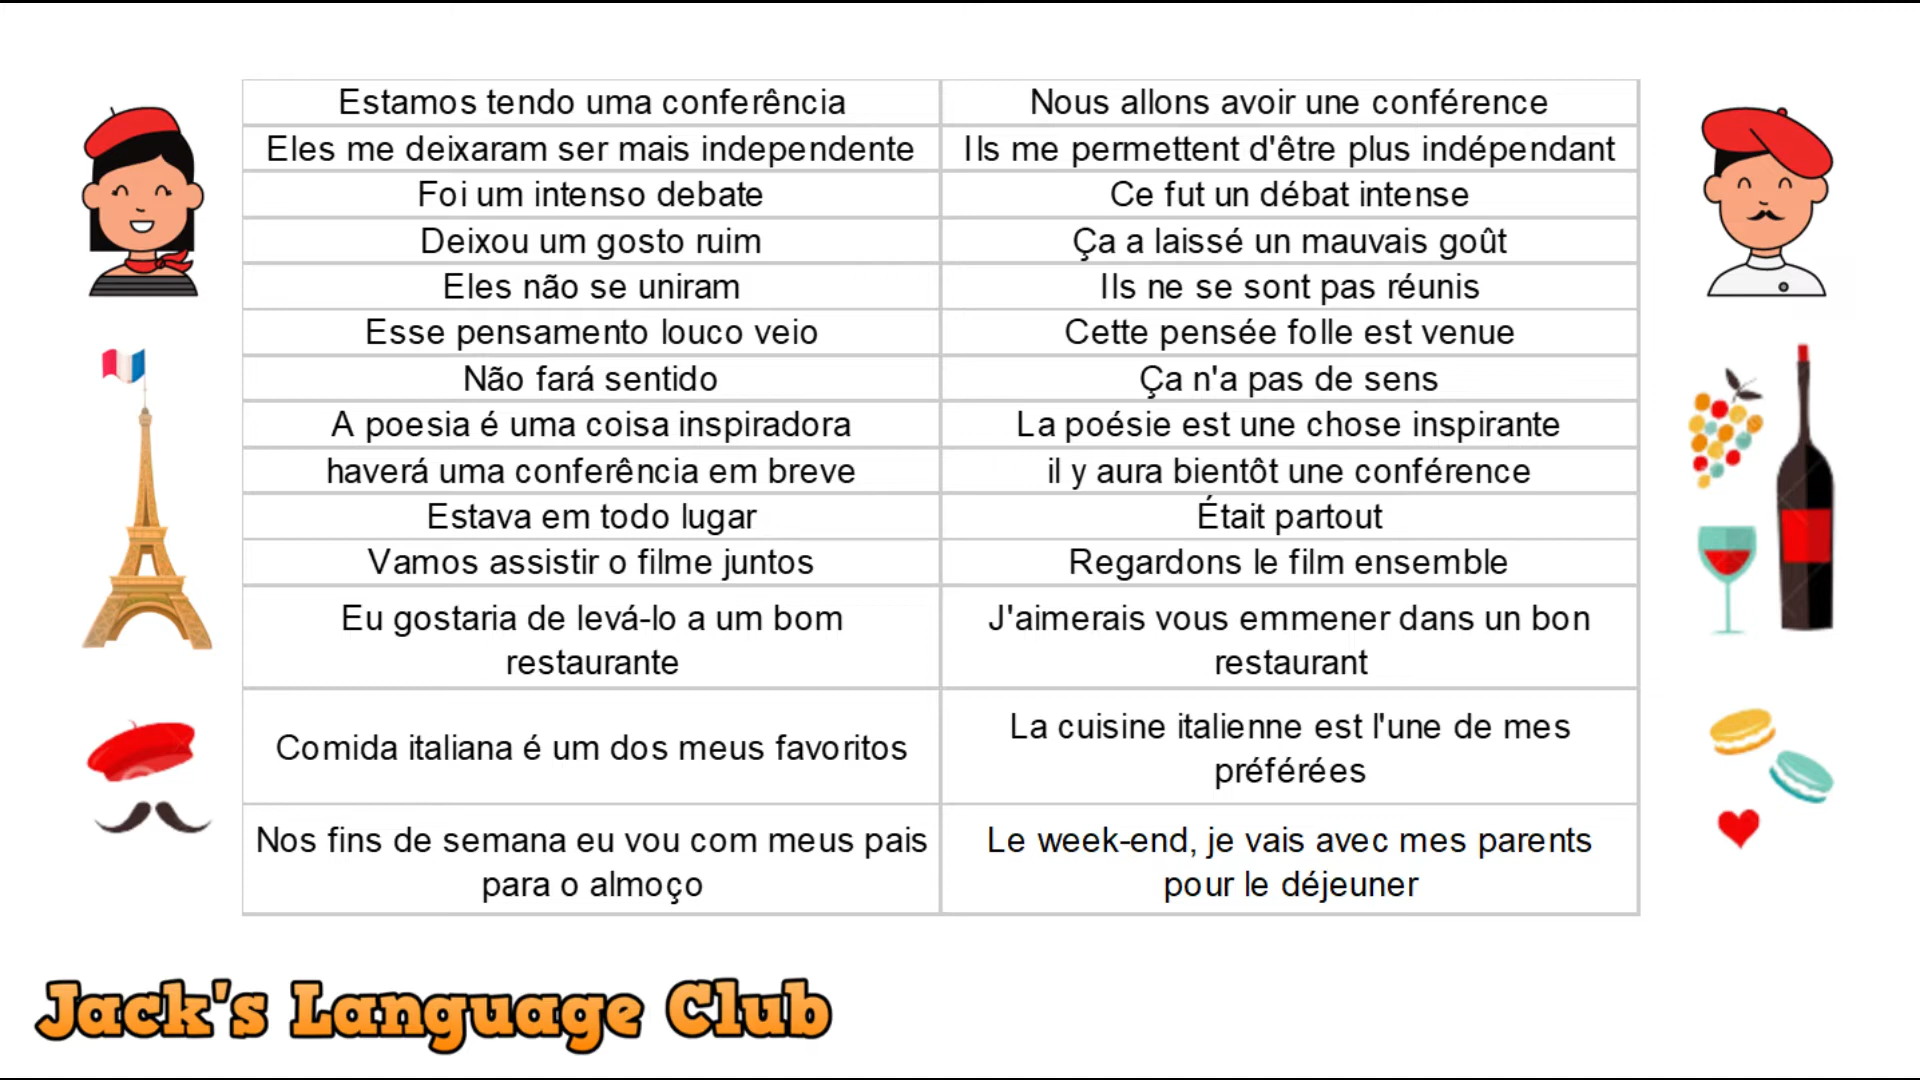 Estamos tendo uma conferência
Nous allons avoir une conférence
Eles me deixaram ser mais independente
Ils me permettent d'être plus indépendant
Foi um intenso debate
Ce fut un débat intense
Deixou um gosto ruim
Ça a laissé un mauvais goût
Eles não se uniram
Ils ne se sont pas réunis
Esse pensamento louco veio
Cette pensée folle est venue
Não fará sentido
Ça n'a pas de sens
A poesia é uma coisa inspiradora
La poésie est une chose inspirante
haverá uma conferência em breve
il y aura bientôt une conférence
Estava em todo lugar
Était partout
Vamos assistir o filme juntos
Regardons le film ensemble
Eu gostaria de levá-lo a um bom
restaurante
J'aimerais vous emmener dans un bon
restaurant
Comida italiana é um dos meus favoritos
La cuisine italienne est l'une de mes
préférées
Nos fins de semana eu vou com meus pais
para o almoço
Le week-end, je vais avec mes parents
pour le déjeuner
Jack's Language Club